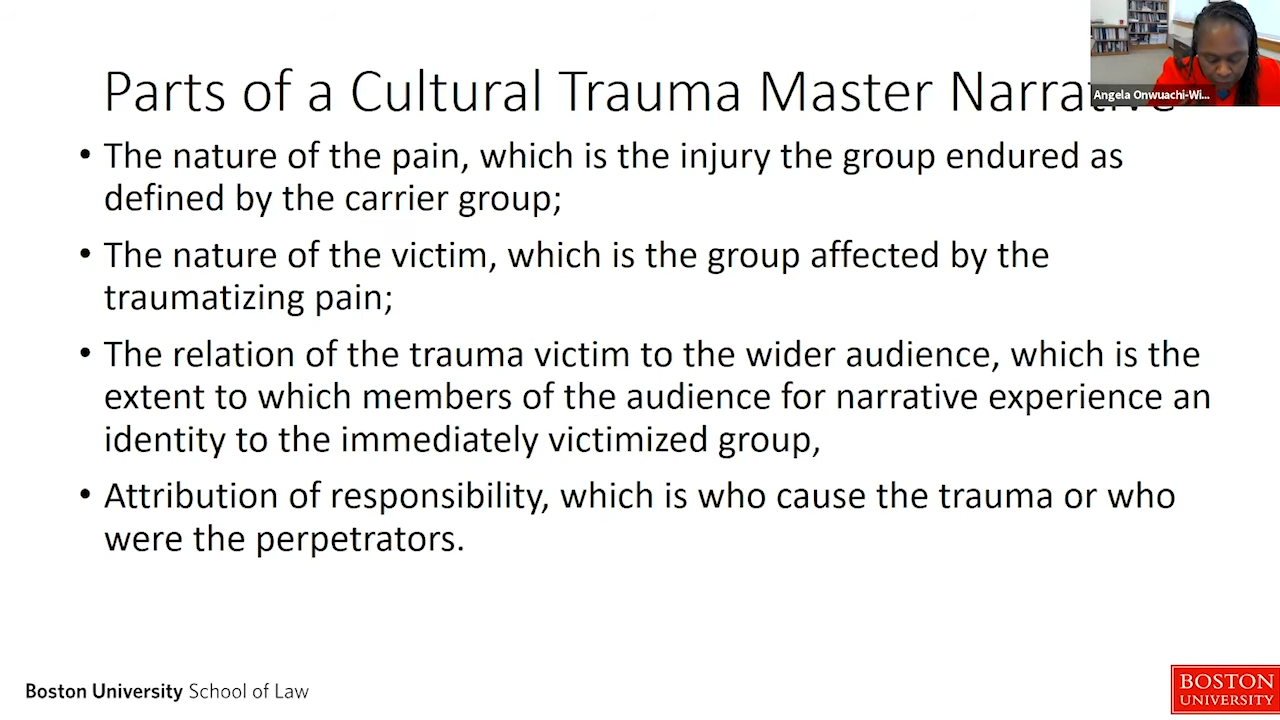 Parts of a Cultural Trauma Master Narrative
Angela Onwuachi-Wi...
• The nature of the pain, which is the injury the group endured as
defined by the carrier group;
• The nature of the victim, which is the group affected by the
traumatizing pain;
• The relation of the trauma victim to the wider audience, which is the
extent to which members of the audience for narrative experience an
identity to the immediately victimized group,
• Attribution of responsibility, which is who cause the trauma or who
were the perpetrators.
Boston University School of Law
BOSTON
UNIVERSITY